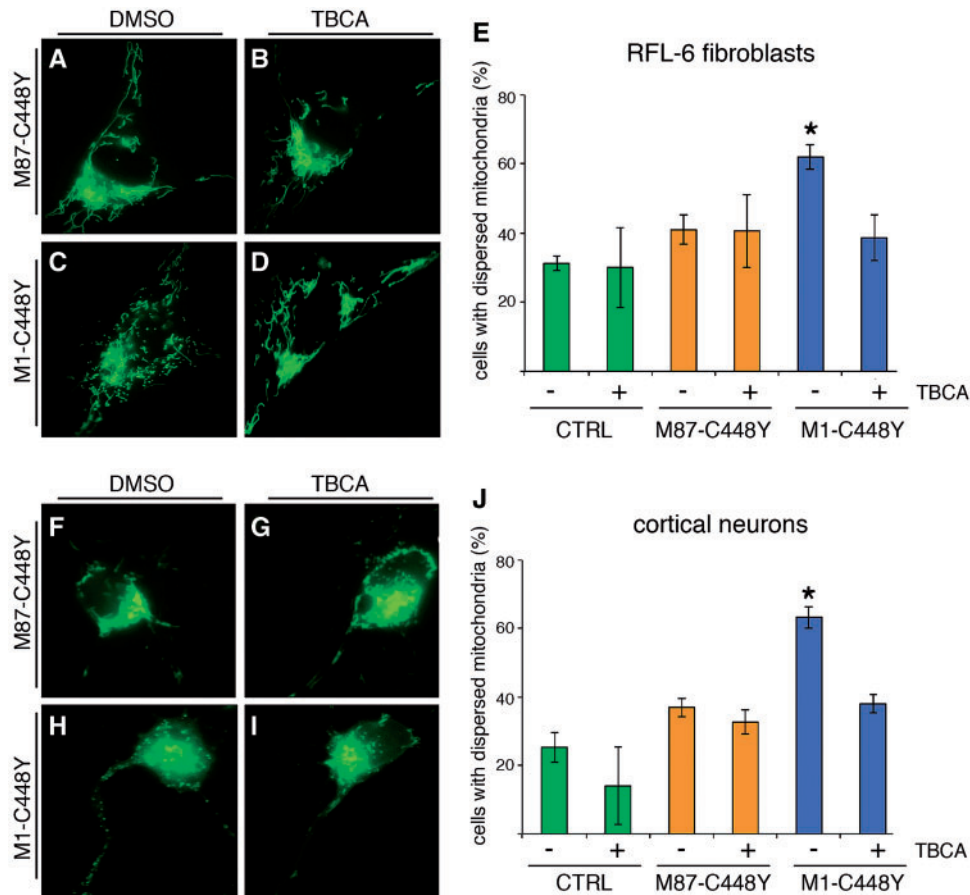 DMSO TBCA
M87-C448Y
A B
M1-C448Y
C D
E
RFL-6 fibroblasts
cells with dispersed mitochondria (%)
80
60
40
20
*
- + - + - + TBCA
CTRL M87-C448Y M1-C448Y
DMSO TBCA
M87-C448Y
F G
M1-C448Y
H I
J
cortical neurons
cells with dispersed mitochondria (%)
80
60
40
20
*
- + - + - + TBCA
CTRL M87-C448Y M1-C448Y